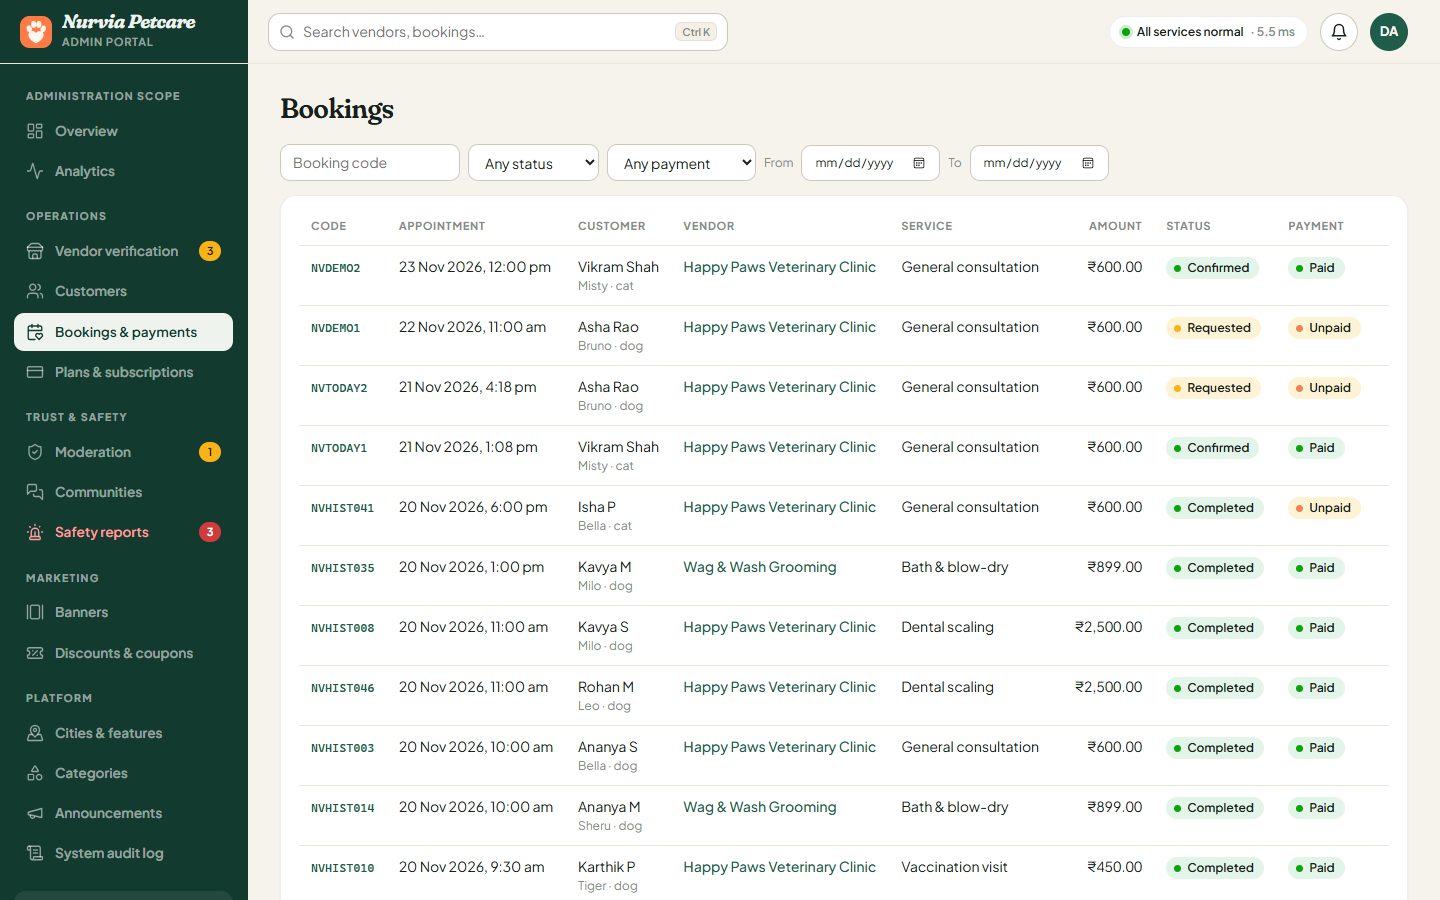 Nurvia Petcare
ADMIN PORTAL
Search vendors, bookings...
Ctrl K
All services normal · 5.5 ms
DA
ADMINISTRATION SCOPE
Overview
Analytics
OPERATIONS
Vendor verification 3
Customers
Bookings & payments
Plans & subscriptions
TRUST & SAFETY
Moderation 1
Communities
Safety reports 3
MARKETING
Banners
Discounts & coupons
PLATFORM
Cities & features
Categories
Announcements
System audit log
Bookings
Booking code Any status Any payment From mm/dd/yyyy To mm/dd/yyyy
CODE APPOINTMENT CUSTOMER VENDOR SERVICE AMOUNT STATUS PAYMENT
NVDEMO2 23 Nov 2026, 12:00 pm Vikram Shah Happy Paws Veterinary Clinic General consultation ₹600.00 Confirmed Paid
Misty · cat
NVDEMO1 22 Nov 2026, 11:00 am Asha Rao Happy Paws Veterinary Clinic General consultation ₹600.00 Requested Unpaid
Bruno · dog
NVTODAY2 21 Nov 2026, 4:18 pm Asha Rao Happy Paws Veterinary Clinic General consultation ₹600.00 Requested Unpaid
Bruno · dog
NVTODAY1 21 Nov 2026, 1:08 pm Vikram Shah Happy Paws Veterinary Clinic General consultation ₹600.00 Confirmed Paid
Misty · cat
NVHIST041 20 Nov 2026, 6:00 pm Isha P Happy Paws Veterinary Clinic General consultation ₹600.00 Completed Unpaid
Bella · cat
NVHIST035 20 Nov 2026, 1:00 pm Kavya M Wag & Wash Grooming Bath & blow-dry ₹899.00 Completed Paid
Milo · dog
NVHIST008 20 Nov 2026, 11:00 am Kavya S Happy Paws Veterinary Clinic Dental scaling ₹2,500.00 Completed Paid
Milo · dog
NVHIST046 20 Nov 2026, 11:00 am Rohan M Happy Paws Veterinary Clinic Dental scaling ₹2,500.00 Completed Paid
Leo · dog
NVHIST003 20 Nov 2026, 10:00 am Ananya S Happy Paws Veterinary Clinic General consultation ₹600.00 Completed Paid
Bella · dog
NVHIST014 20 Nov 2026, 10:00 am Ananya M Wag & Wash Grooming Bath & blow-dry ₹899.00 Completed Paid
Sheru · dog
NVHIST010 20 Nov 2026, 9:30 am Karthik P Happy Paws Veterinary Clinic Vaccination visit ₹450.00 Completed Paid
Tiger · dog